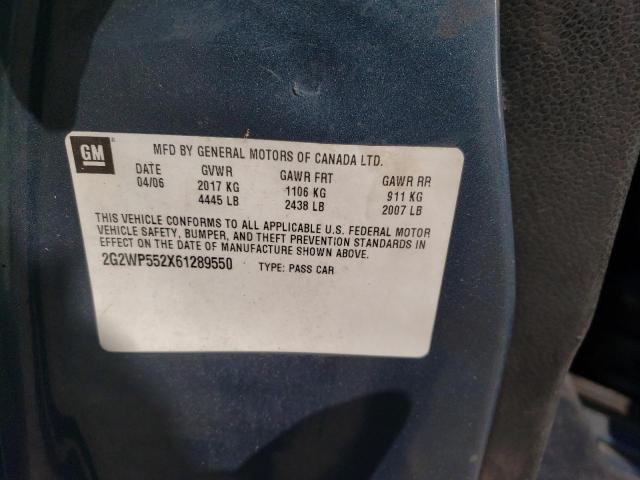 GM
MFD BY GENERAL MOTORS OF CANADA LTD.
DATE GVWR GAWR FRT GAWR RR
04/06 2017 KG 1106 KG 911 KG
4445 LB 2438 LB 2007 LB
THIS VEHICLE CONFORMS TO ALL APPLICABLE U.S. FEDERAL MOTOR
VEHICLE SAFETY, BUMPER, AND THEFT PREVENTION STANDARDS IN
EFFECT ON THE DATE OF MANUFACTURE SHOWN ABOVE.
2G2WP552X61289550 TYPE: PASS CAR